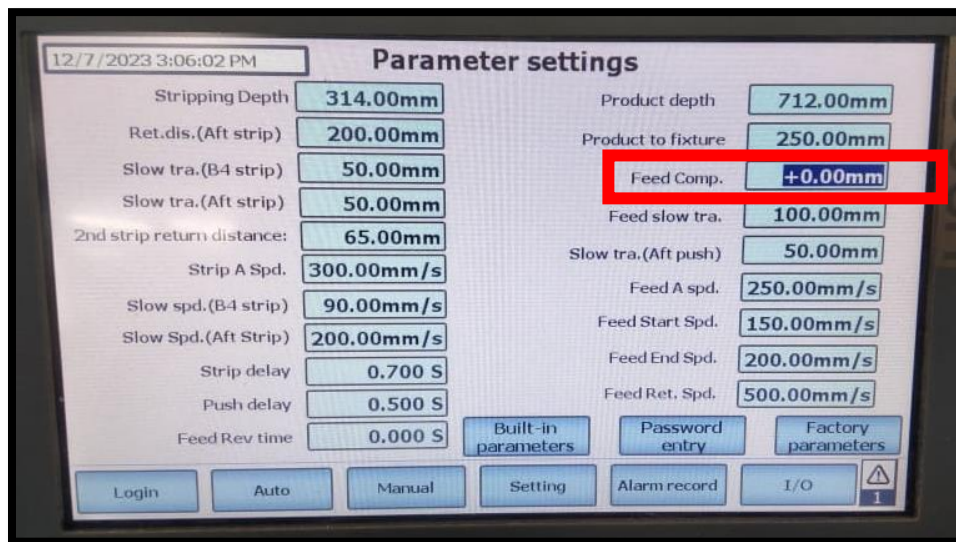 12/7/2023 3:06:02 PM
Parameter settings
Stripping Depth 314.00mm
Product depth 712.00mm
Ret.dis.(Aft strip) 200.00mm
Product to fixture 250.00mm
Slow tra.(B4 strip) 50.00mm
Feed Comp. +0.00mm
Slow tra.(Aft strip) 50.00mm
Feed slow tra. 100.00mm
2nd strip return distance: 65.00mm
Slow tra.(Aft push) 50.00mm
Strip A Spd. 300.00mm/s
Feed A spd. 250.00mm/s
Slow spd.(B4 strip) 90.00mm/s
Feed Start Spd. 150.00mm/s
Slow Spd.(Aft Strip) 200.00mm/s
Feed End Spd. 200.00mm/s
Strip delay 0.700 S
Feed Ret. Spd. 500.00mm/s
Push delay 0.500 S
Feed Rev time 0.000 S
Built-in
parameters
Password
entry
Factory
parameters
Login
Auto
Manual
Setting
Alarm record
I/O
1